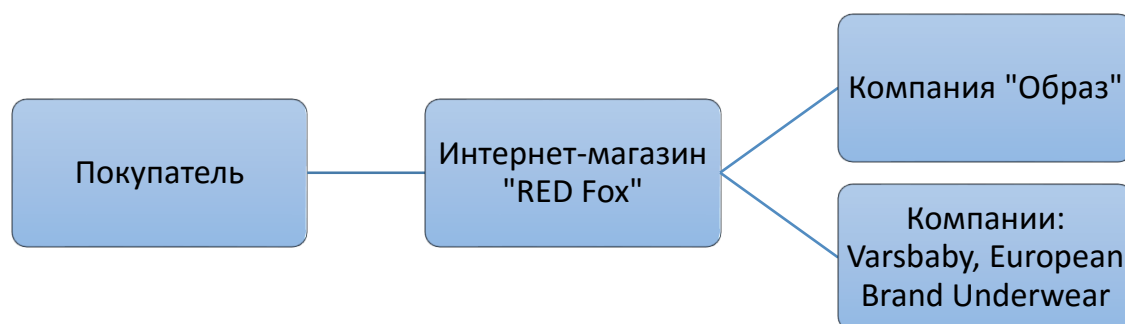 Покупатель
Интернет-магазин
"RED Fox"
Компания "Образ"
Компании:
Varsbaby, European
Brand Underwear